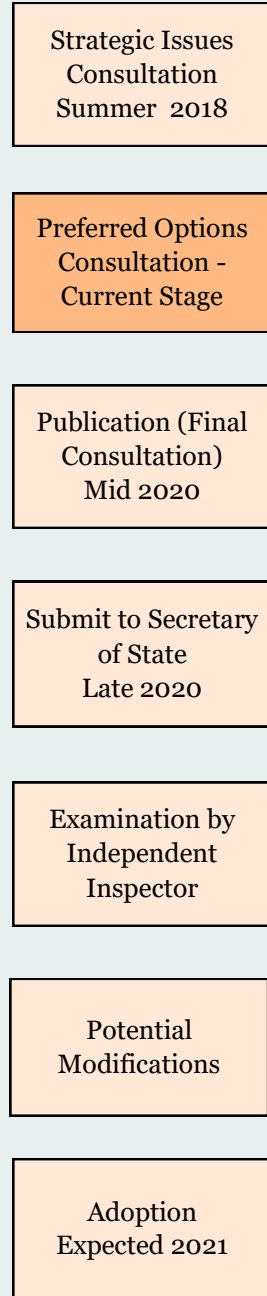 Strategic Issues
Consultation
Summer 2018
Preferred Options
Consultation -
Current Stage
Publication (Final
Consultation)
Mid 2020
Submit to Secretary
of State
Late 2020
Examination by
Independent
Inspector
Potential
Modifications
Adoption
Expected 2021